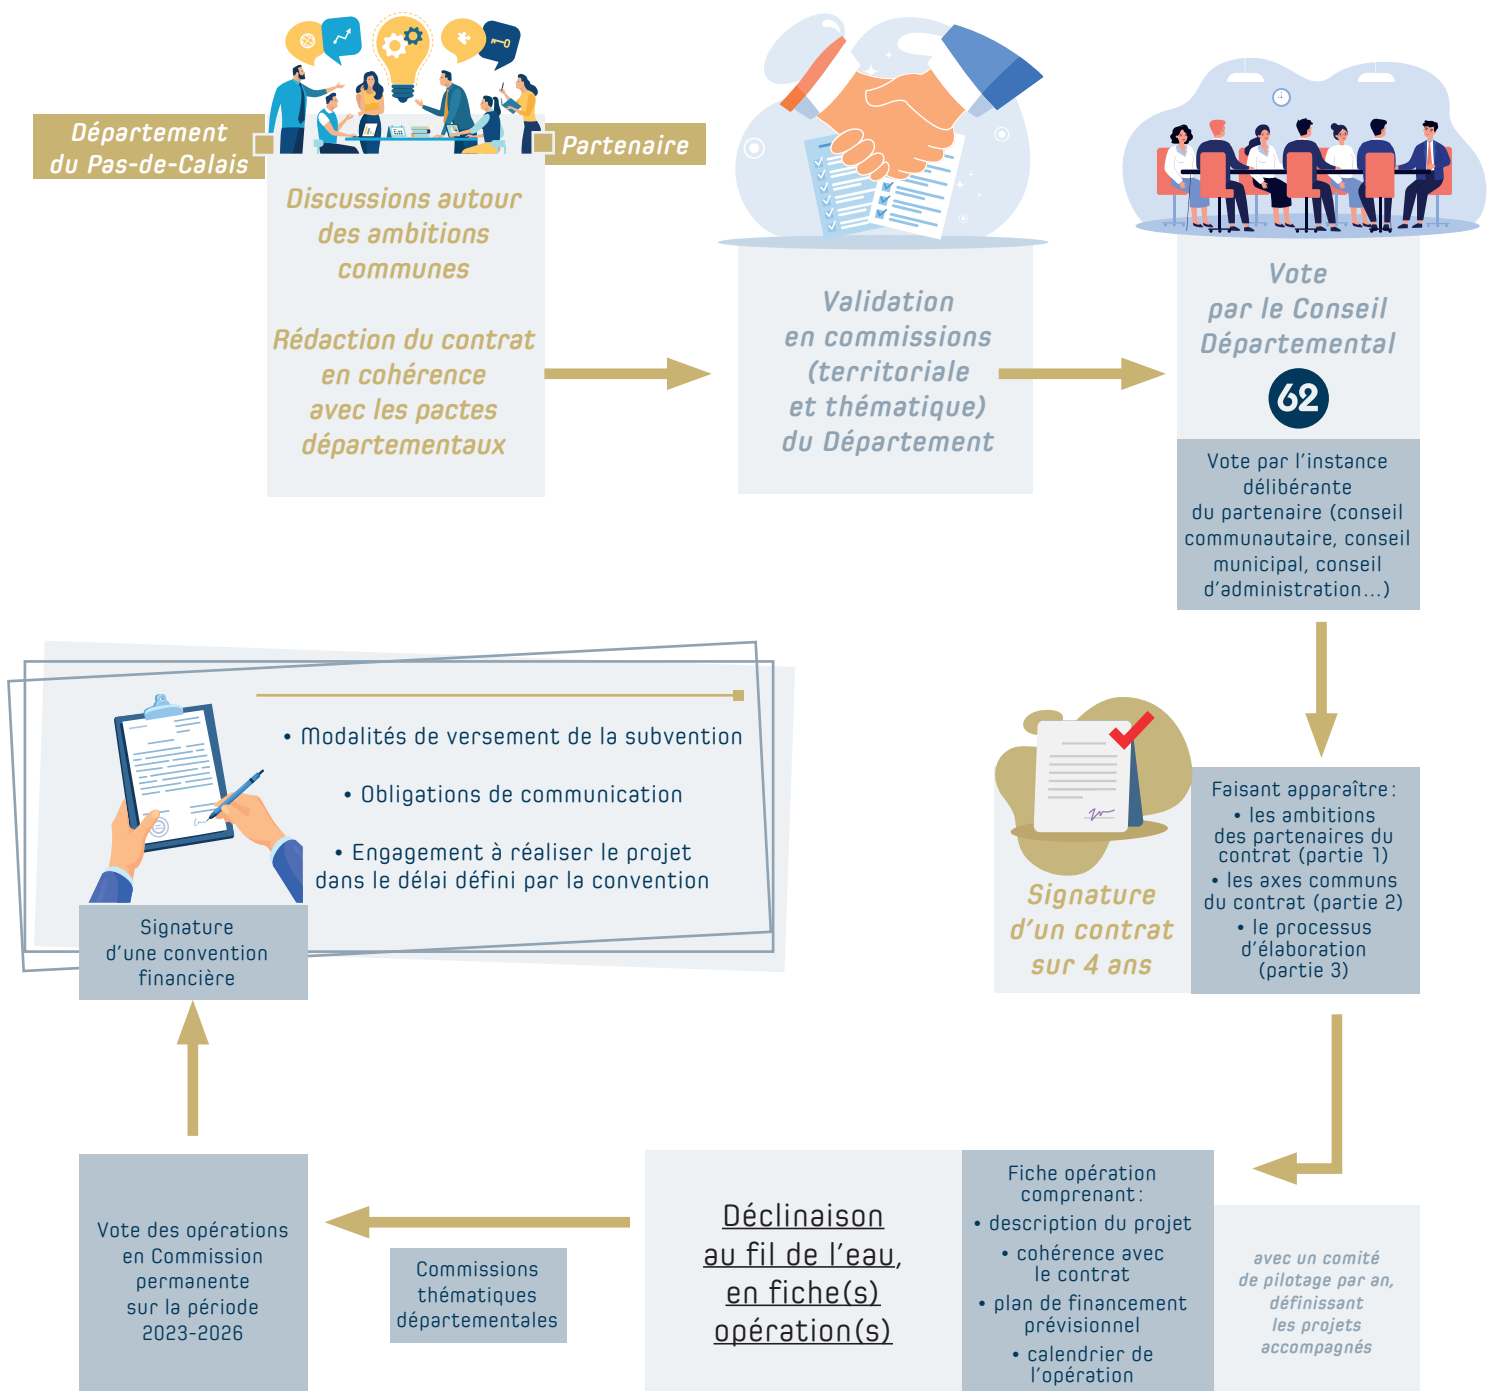 Département
du Pas-de-Calais
Partenaire
Discussions autour
des ambitions
communes
Rédaction du contrat
en cohérence
avec les pactes
départementaux
Validation
en commissions
(territoriale
et thématique)
du Département
Vote
par le Conseil
Départemental
62
Vote par l'instance
délibérante
du partenaire (conseil
communautaire, conseil
municipal, conseil
d'administration...)
Signature
d'un contrat
sur 4 ans
Faisant apparaître :
• les ambitions
des partenaires du
contrat (partie 1)
• les axes communs
du contrat (partie 2)
• le processus
d'élaboration
(partie 3)
avec un comité
de pilotage par an,
définissant
les projets
accompagnés
Déclinaison
au fil de l'eau,
en fiche(s)
opération(s)
Fiche opération
comprenant :
• description du projet
• cohérence avec
le contrat
• plan de financement
prévisionnel
• calendrier de
l'opération
Commissions
thématiques
départementales
Vote des opérations
en Commission
permanente
sur la période
2023-2026
Signature
d'une convention
financière
• Modalités de versement de la subvention
• Obligations de communication
• Engagement à réaliser le projet
dans le délai défini par la convention